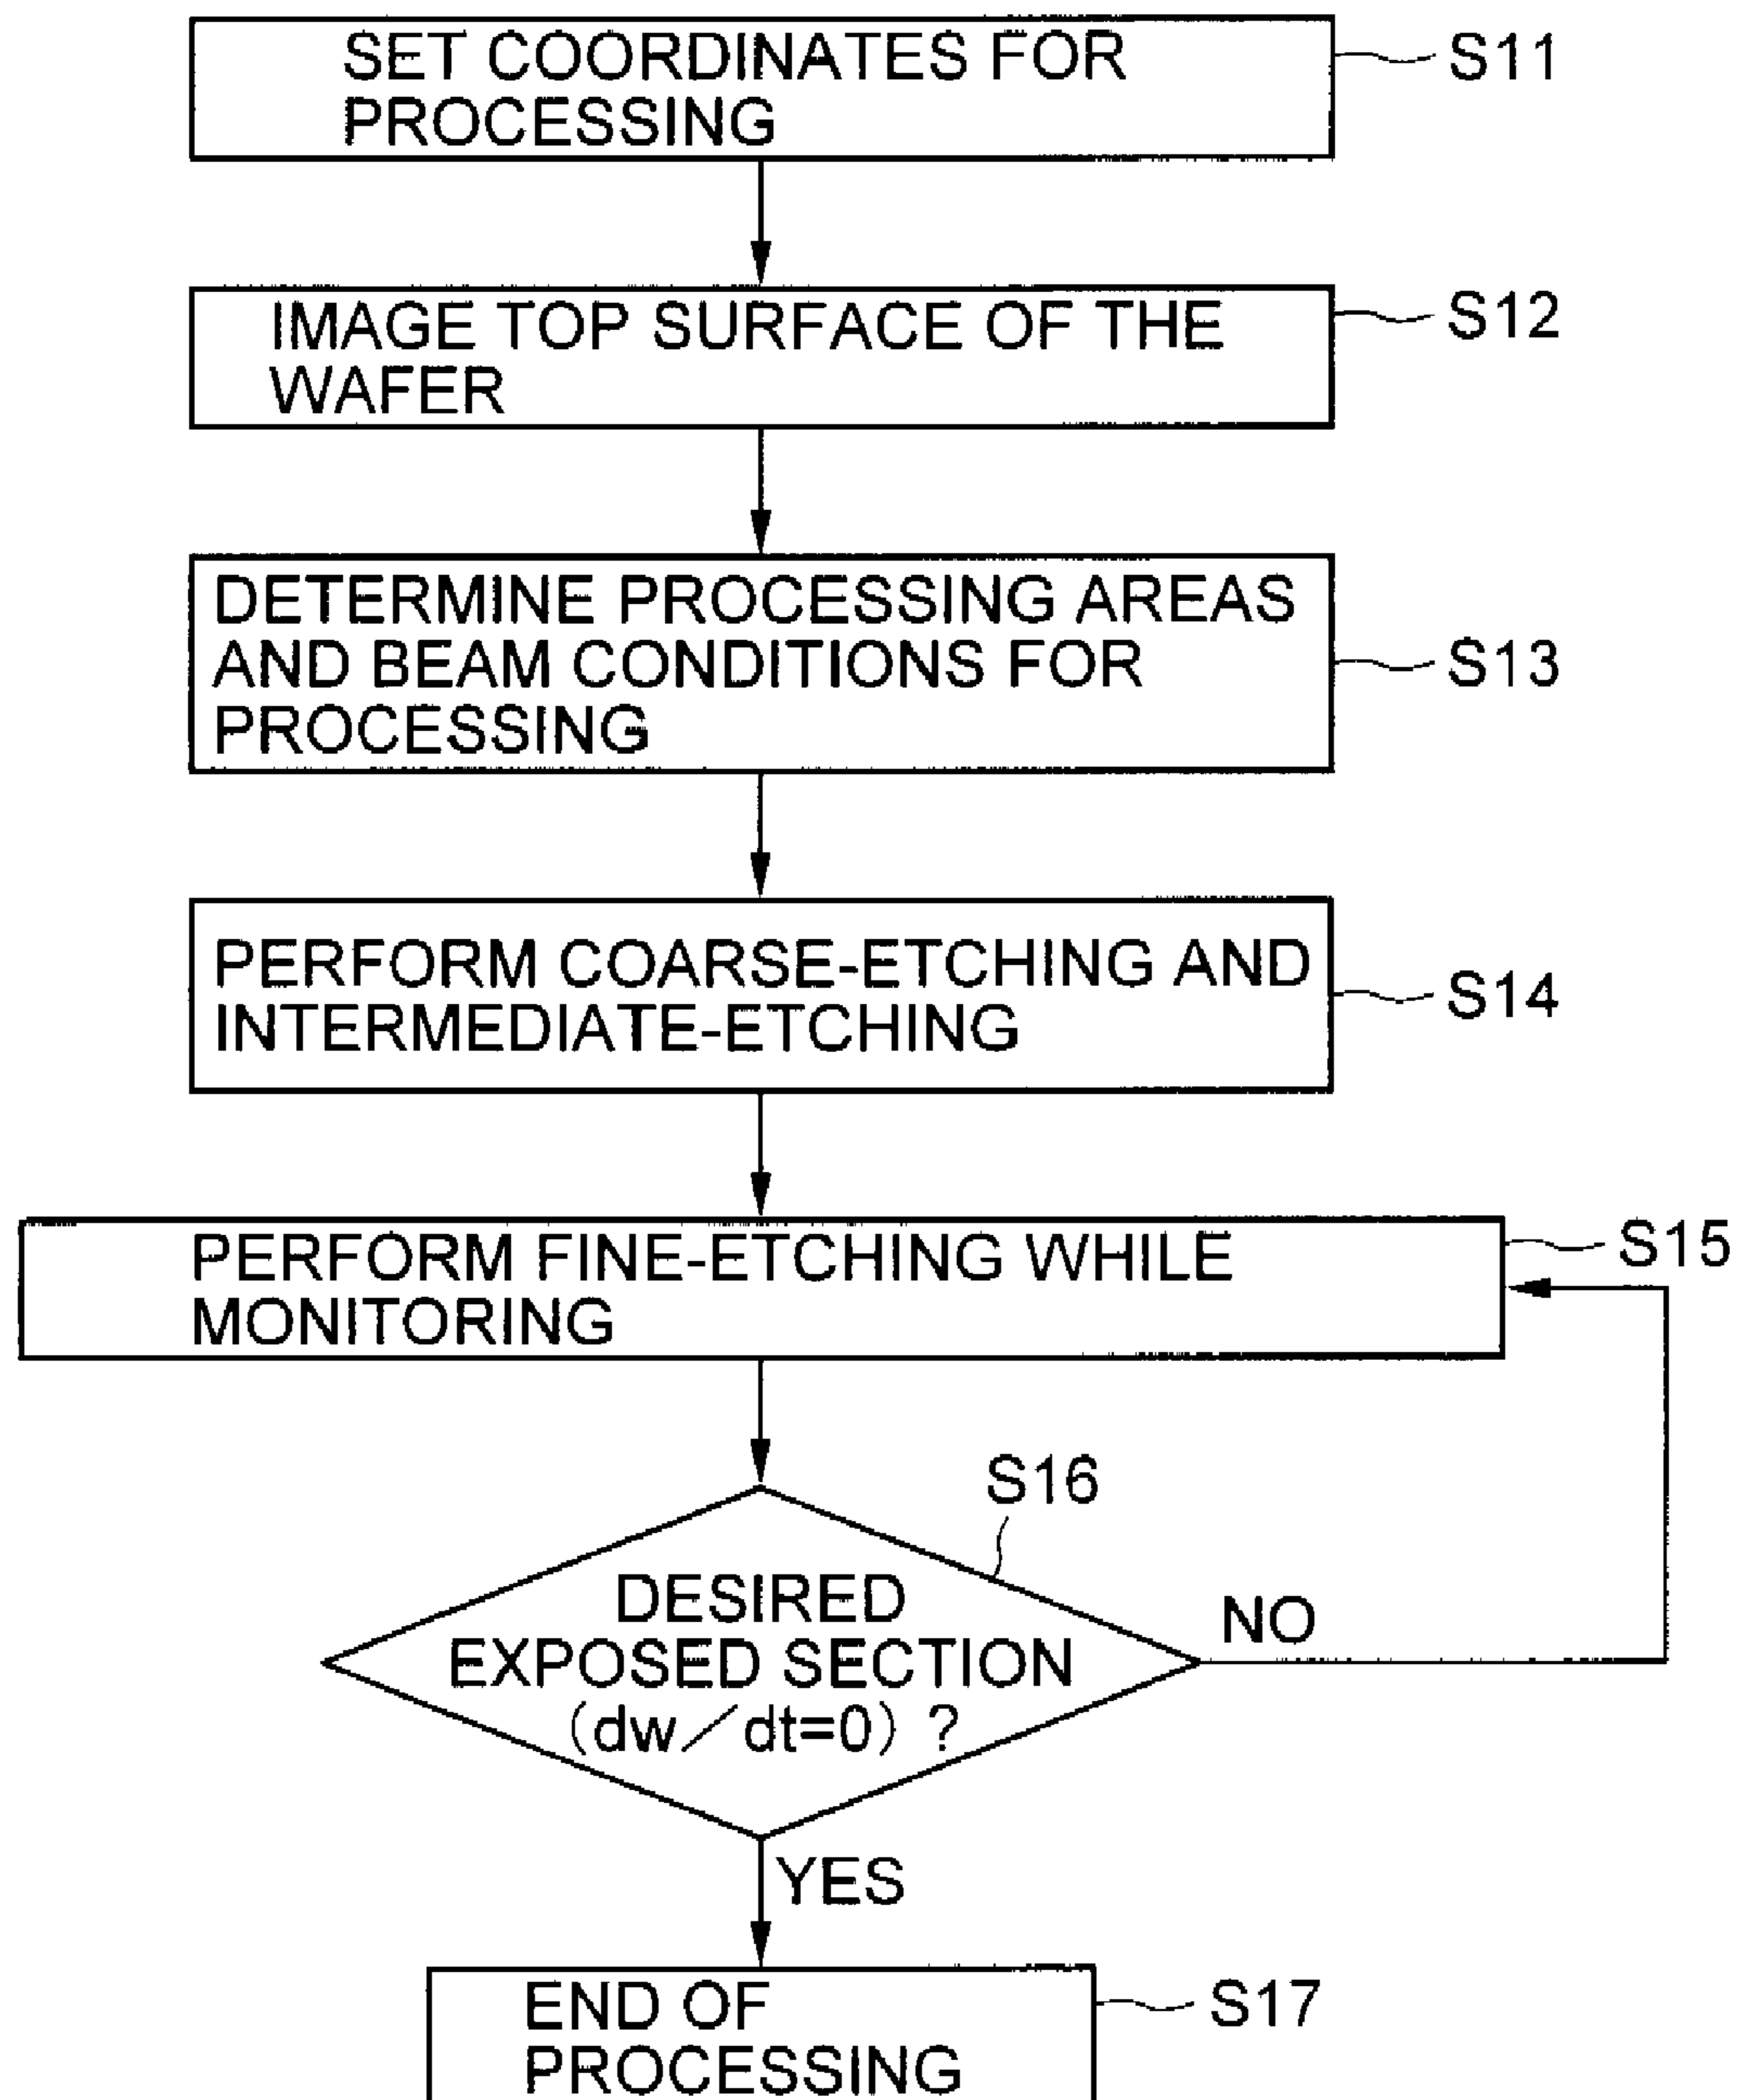 SET COORDINATES FOR
PROCESSING
S11
IMAGE TOP SURFACE OF THE
WAFER
S12
DETERMINE PROCESSING AREAS
AND BEAM CONDITIONS FOR
PROCESSING
S13
PERFORM COARSE-ETCHING AND
INTERMEDIATE-ETCHING
S14
PERFORM FINE-ETCHING WHILE
MONITORING
S15
S16
DESIRED
EXPOSED SECTION
(dw/dt=0)?
NO
YES
END OF
PROCESSING
S17